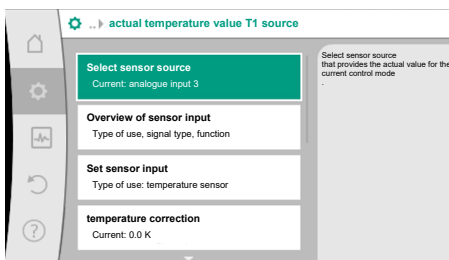 ..▸ actual temperature value T1 source
Select sensor source
Current: analogue input 3
Overview of sensor input
Type of use, signal type, function
Set sensor input
Type of use: temperature sensor
temperature correction
Current: 0.0 K
Select sensor source
that provides the actual value for the
current control mode
.
?